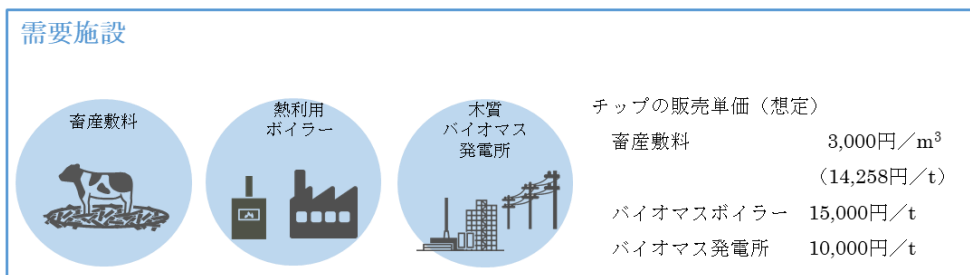 需要施設
畜産敷料
熱利用
ボイラー
木質
バイオマス
発電所
チップの販売単価（想定）
畜産敷料　3,000円／m³
（14,258円／t）
バイオマスボイラー　15,000円／t
バイオマス発電所　10,000円／t